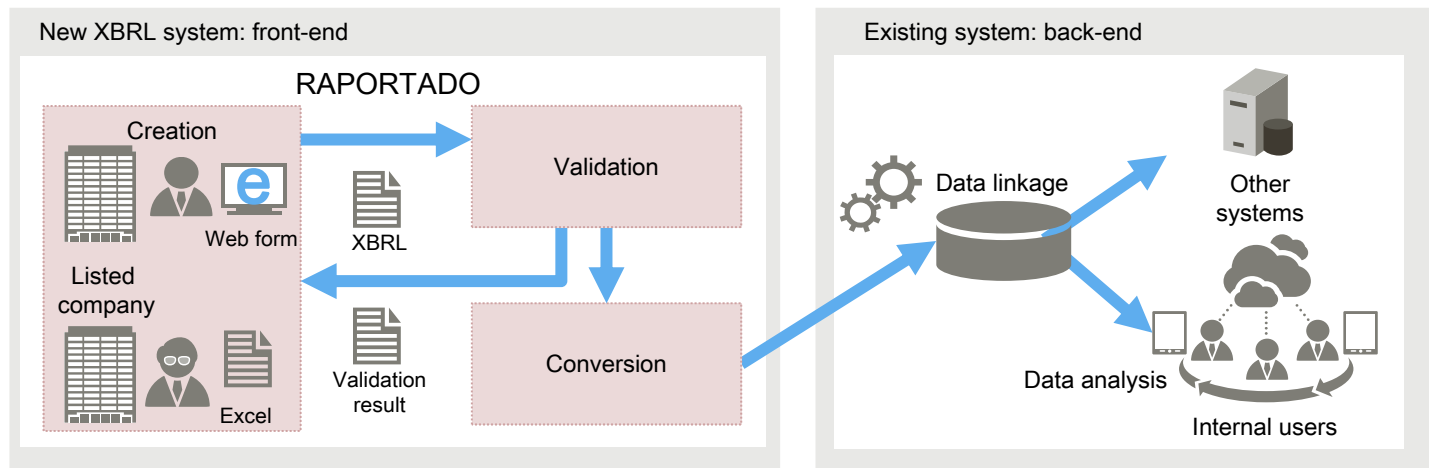 New XBRL system: front-end
RAPORTADO
Creation
e
Web form
Listed
company
Excel
XBRL
Validation
result
Validation
Conversion
Existing system: back-end
Data linkage
Other
systems
Data analysis
Internal users